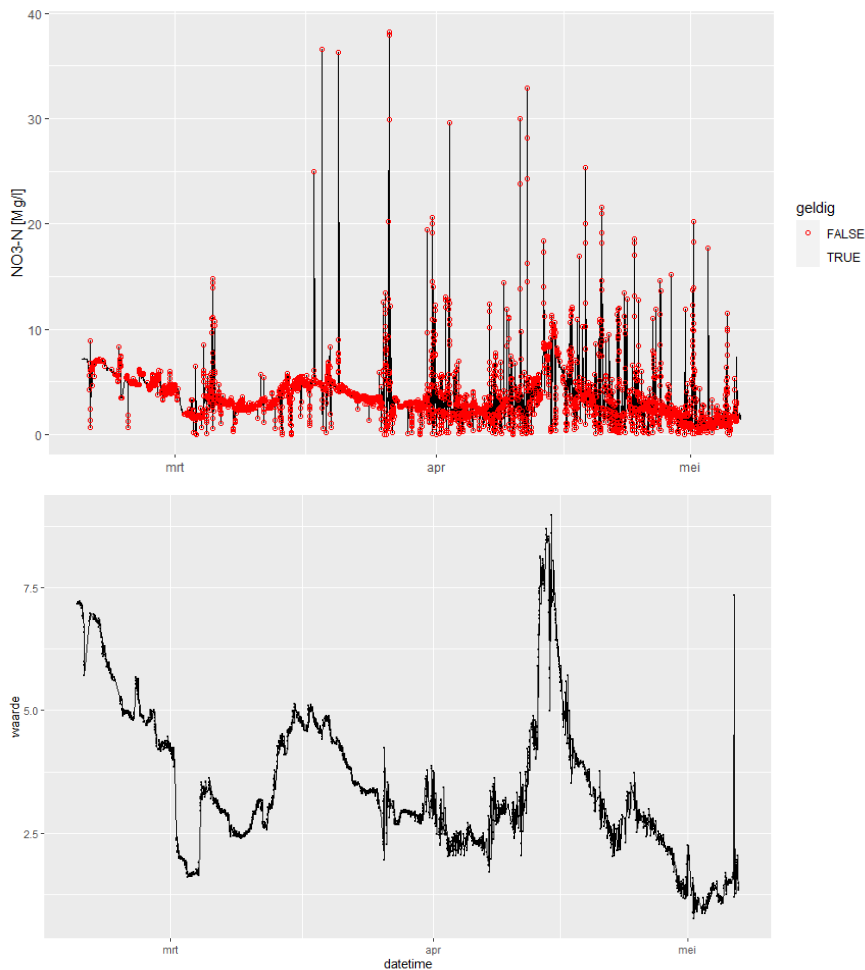 40
30
20
10
0
NO3-N [Mg/l]
mrt
apr
mei
geldig
FALSE
TRUE
7.5
5.0
2.5
waarde
mrt
apr
mei
datetime